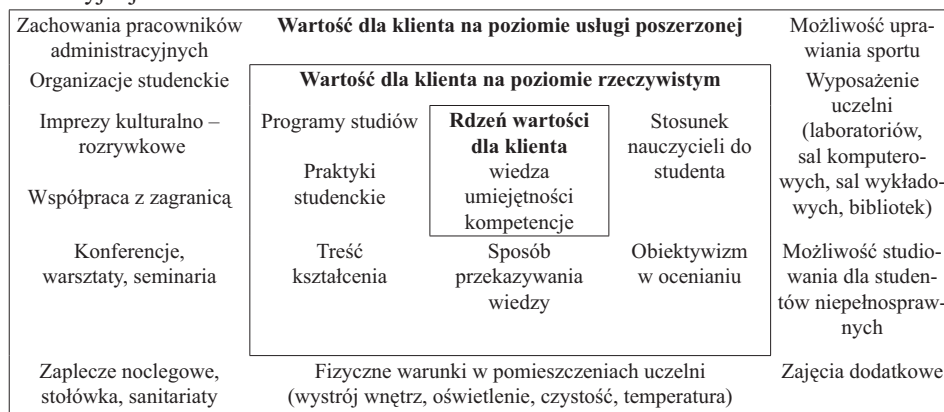 Zachowania pracowników
administracyjnych
Wartość dla klienta na poziomie usługi poszerzonej
Możliwość upra-
wiania sportu
Organizacje studenckie
Imprezy kulturalno –
rozrywkowe
Współpraca z zagranicą
Konferencje,
warsztaty, seminaria
Wartość dla klienta na poziomie rzeczywistym
Programy studiów
Praktyki
studenckie
Treść
kształcenia
Rdzeń wartości
dla klienta
wiedza
umiejętności
kompetencje
Sposób
przekazywania
wiedzy
Stosunek
nauczycieli do
studenta
Obiektywizm
w ocenianiu
Wyposażenie
uczelni
(laboratoriów,
sal komputero-
wych, sal wykłado-
wych, bibliotek)
Możliwość studio-
wania dla studen-
tów niepełnospraw-
nych
Zaplecze noclegowe,
stołówka, sanitariaty
Fizyczne warunki w pomieszczeniach uczelni
(wystrój wnętrz, oświetlenie, czystość, temperatura)
Zajęcia dodatkowe